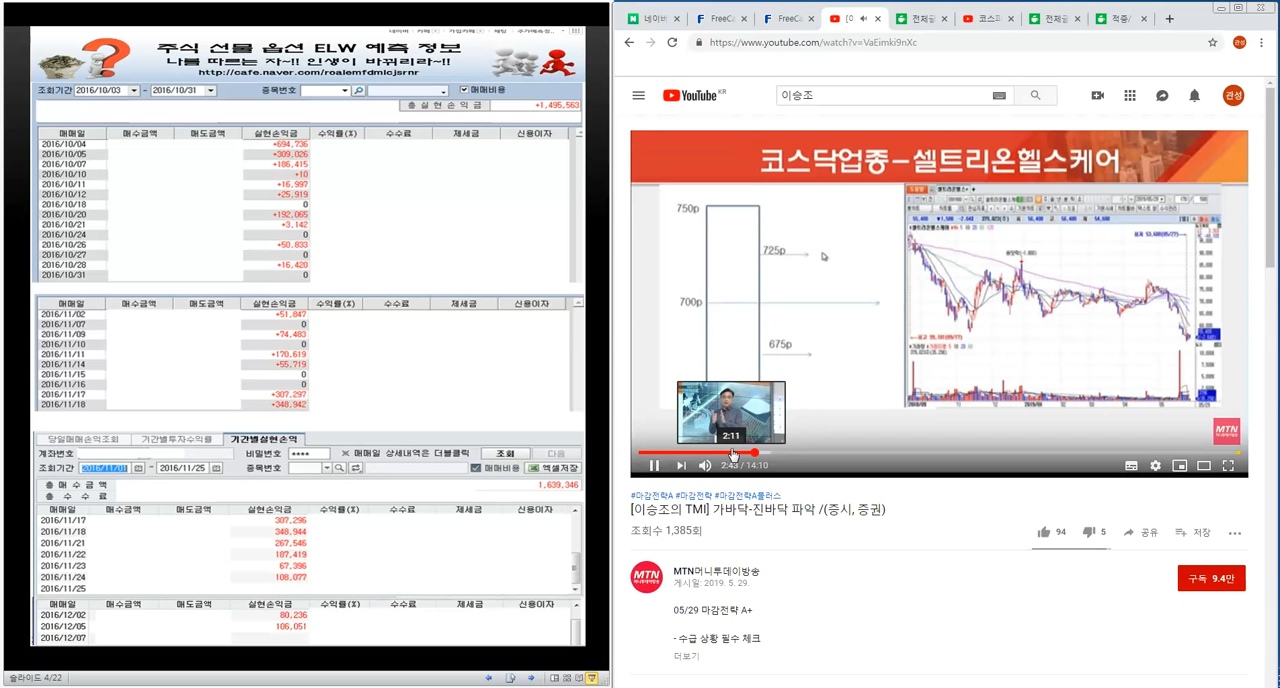 주식 선물 옵션 ELW 예측 정보
나를 따르는 자~!! 인생이 바꿔리라~!!
http://cafe.naver.com/roalemfdmlcjsrnr
조회기간 2016/10/03 ~ 2016/10/31 종목번호 매매비용
총 실 현 손 익 금 +1,495,563
매매일 매수금액 매도금액 실현손익금 수익률(%) 수수료 제세금 신용이자
2016/10/04 +694,736
2016/10/05 +309,026
2016/10/07 +186,415
2016/10/10 +10
2016/10/11 +16,997
2016/10/12 +25,919
2016/10/18 0
2016/10/20 +192,065
2016/10/21 +3,142
2016/10/24 0
2016/10/26 +50,833
2016/10/27 0
2016/10/28 +16,420
2016/10/31 0
매매일 매수금액 매도금액 실현손익금 수익률(%) 수수료 제세금 신용이자
2016/11/02 +51,847
2016/11/07 0
2016/11/09 +74,483
2016/11/10 0
2016/11/11 +170,619
2016/11/14 +55,719
2016/11/15 0
2016/11/16 0
2016/11/17 +307,297
2016/11/18 +348,942
당일매매손익조회 기간별투자수익률 기간별실현손익
계좌번호 비밀번호 **** ※ 매매일 상세내역은 더블클릭 조회 다음
조회기간 2016/11/01 ~ 2016/11/25 종목번호 매매비용 엑셀저장
총 매 수 금 액 1,639,346
총 수 수 료
매매일 매수금액 매도금액 실현손익금 수익률(%) 수수료 제세금 신용이자
2016/11/17 307,296
2016/11/18 348,944
2016/11/21 267,546
2016/11/22 187,419
2016/11/23 67,396
2016/11/24 108,077
2016/11/25
매매일 매수금액 매도금액 실현손익금 수익률(%) 수수료 제세금 신용이자
2016/12/02 80,236
2016/12/05 106,051
2016/12/07
슬라이드 4/22
네이버 FreeCa FreeCa [0 전체글 코스피 전체글 적중/
https://www.youtube.com/watch?v=VaEimki9nXc
관성
YouTube KR
이승조
관성
코스닥업종-셀트리온헬스케어
750p
725p
700p
675p
2:11
MTN
2:43 / 14:10
#마감전략A #마감전략 #마감전략A플러스
[이승조의 TMI] 가바닥-진바닥 파악 /(증시, 증권)
조회수 1,385회
94 5 공유 저장
MTN
MTN머니투데이방송
게시일: 2019. 5. 29.
구독 9.4만
05/29 마감전략 A+
- 수급 상황 필수 체크
더보기